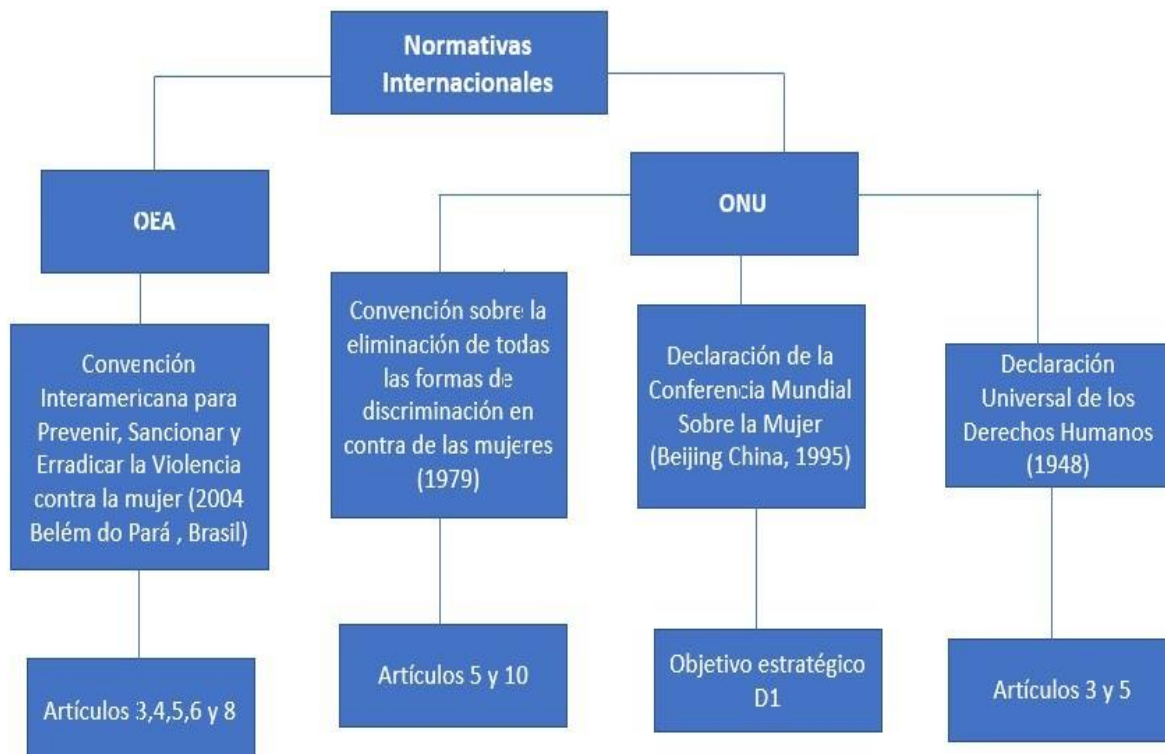 Normativas
Internacionales
OEA
ONU
Convención
Interamericana para
Prevenir, Sancionar y
Erradicar la Violencia
contra la mujer (2004
Belém do Pará , Brasil)
Convención sobre la
eliminación de todas
las formas de
discriminación en
contra de las mujeres
(1979)
Declaración de la
Conferencia Mundial
Sobre la Mujer
(Beijing China, 1995)
Declaración
Universal de los
Derechos Humanos
(1948)
Artículos 3,4,5,6 y 8
Artículos 5 y 10
Objetivo estratégico
D1
Artículos 3 y 5